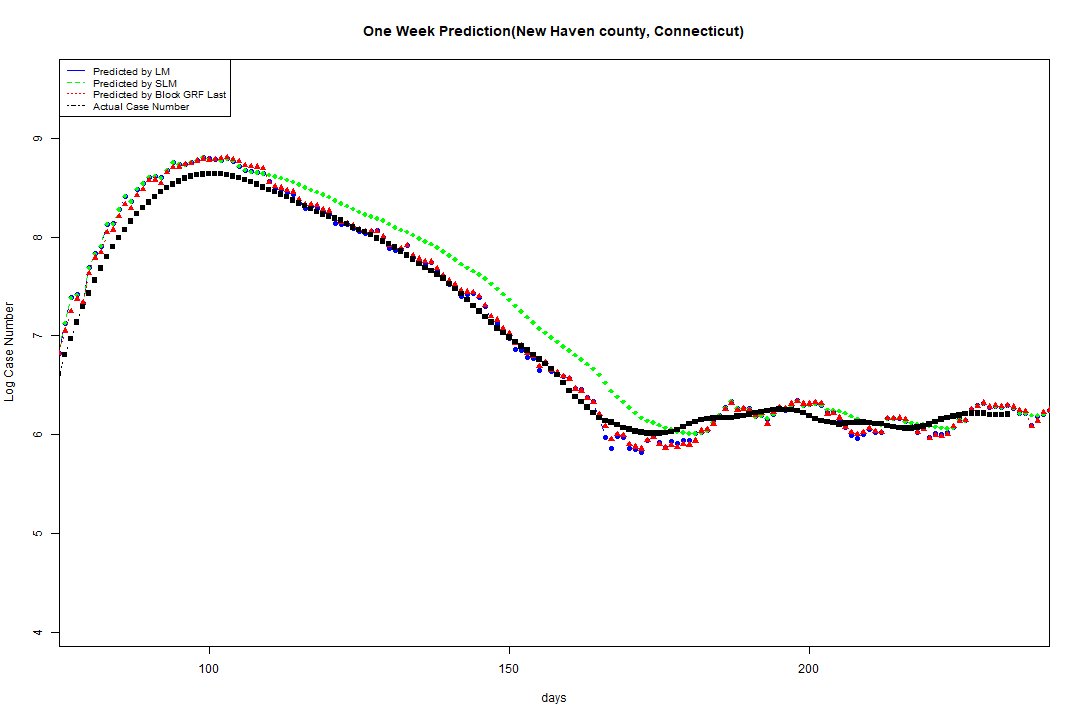 One Week Prediction(New Haven county, Connecticut)
Predicted by LM
Predicted by SLM
Predicted by Block GRF Last
Actual Case Number
9
8
7
6
5
4
Log Case Number
100 150 200
days